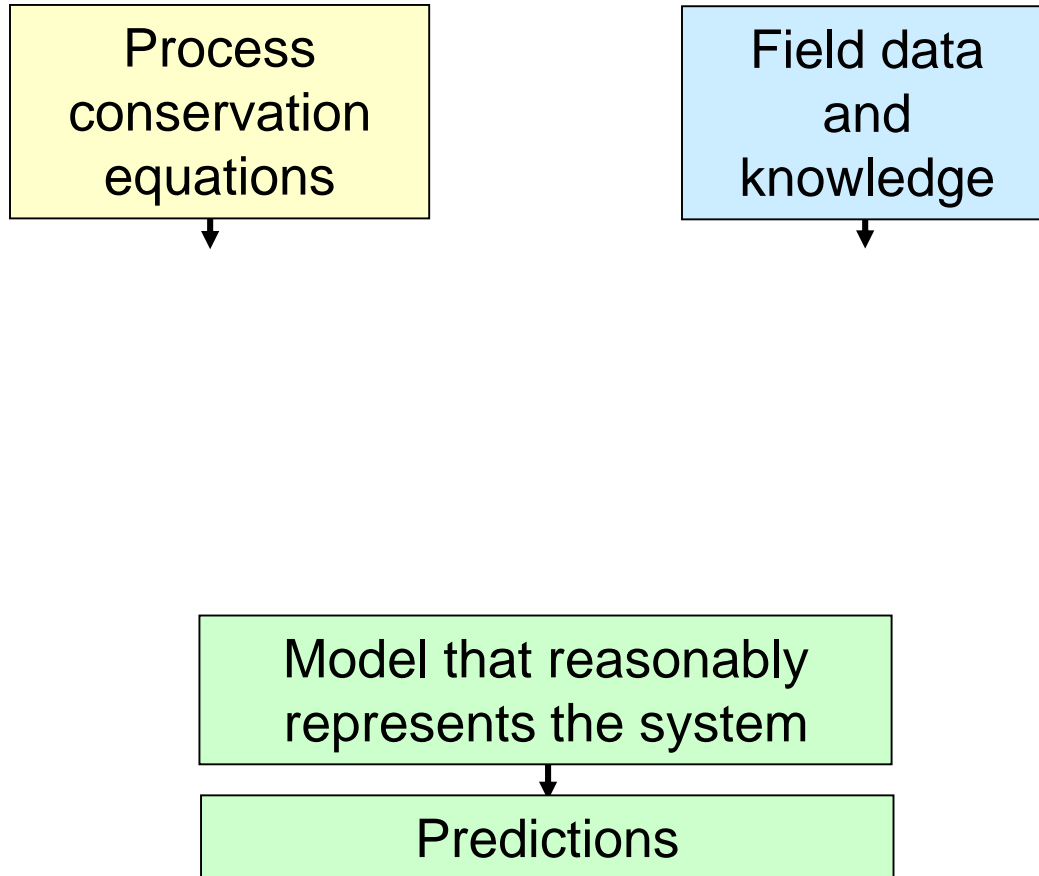 Process
conservation
equations
Field data
and
knowledge
Model that reasonably
represents the system
Predictions